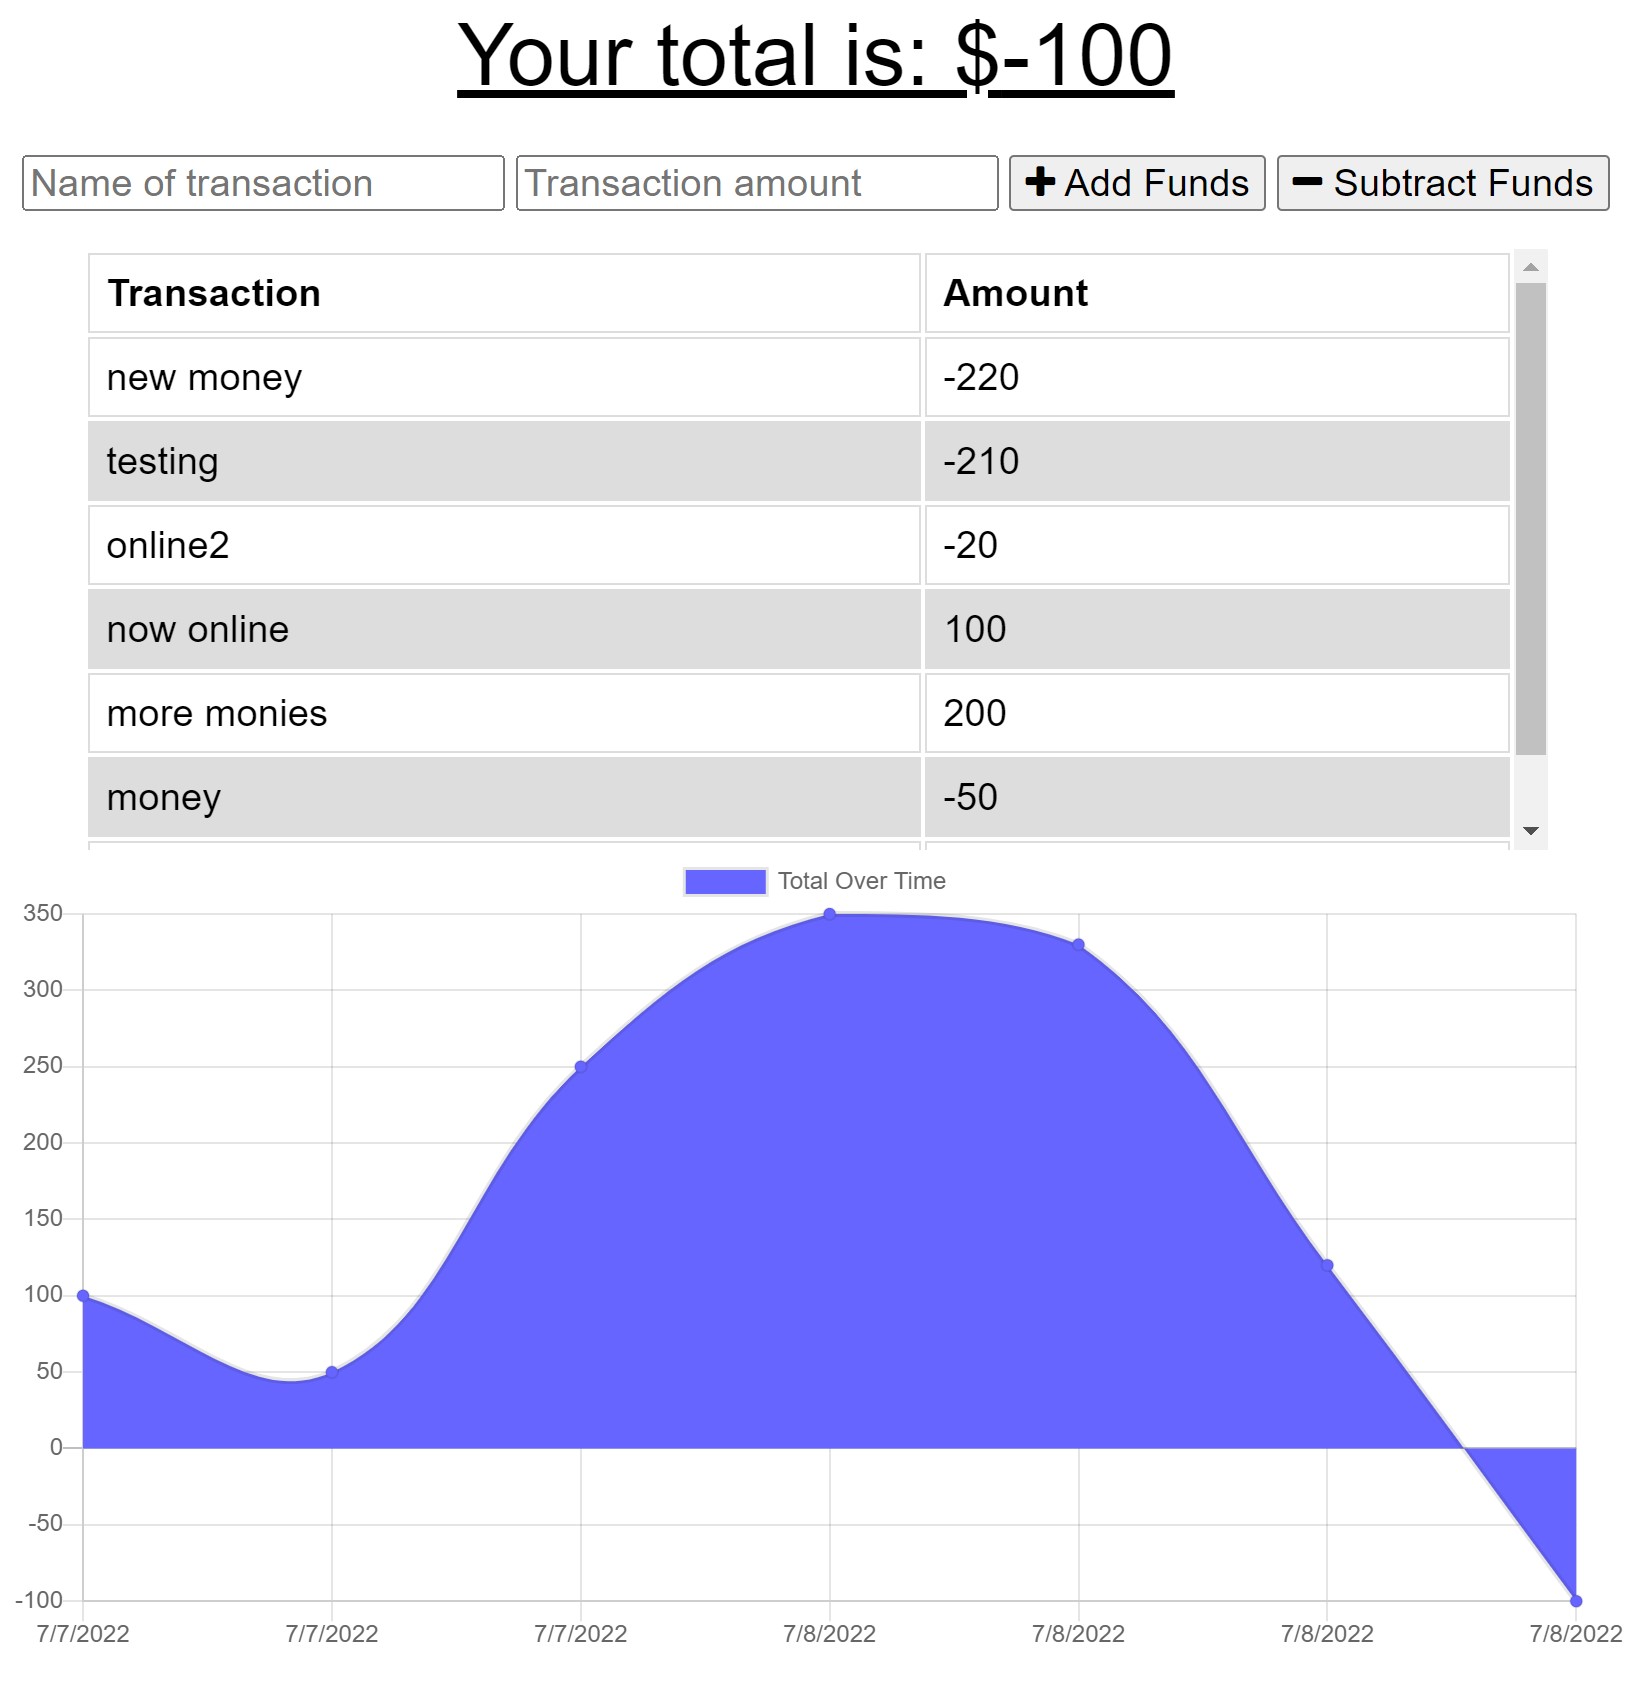 Your total is: $-100
Name of transaction Transaction amount Add Funds Subtract Funds
Transaction Amount
new money -220
testing -210
online2 -20
now online 100
more monies 200
money -50
Total Over Time
350
300
250
200
150
100
50
0
-50
-100
7/7/2022 7/7/2022 7/7/2022 7/8/2022 7/8/2022 7/8/2022 7/8/2022